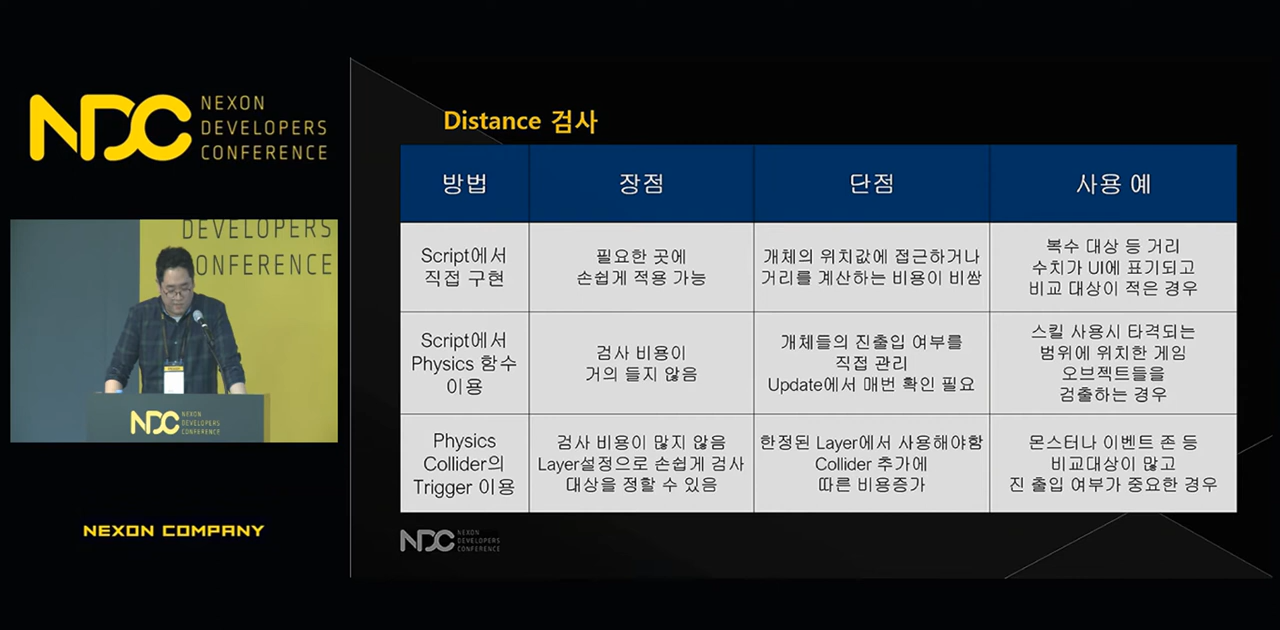 NDC
NEXON
DEVELOPERS
CONFERENCE
DEVELOPERS
CONFERENCE
NDC
NEXON
DEVELOPERS
CONFERENCE
NEXON COMPANY
Distance 검사
방법 장점 단점 사용 예
Script에서
직접 구현
필요한 곳에
손쉽게 적용 가능
개체의 위치값에 접근하거나
거리를 계산하는 비용이 비쌈
복수 대상 등 거리
수치가 UI에 표기되고
비교 대상이 적은 경우
Script에서
Physics 함수
이용
검사 비용이
거의 들지 않음
개체들의 진출입 여부를
직접 관리
Update에서 매번 확인 필요
스킬 사용시 타격되는
범위에 위치한 게임
오브젝트들을
검출하는 경우
Physics
Collider의
Trigger 이용
검사 비용이 많지 않음
Layer설정으로 손쉽게 검사
대상을 정할 수 있음
한정된 Layer에서 사용해야함
Collider 추가에
따른 비용증가
몬스터나 이벤트 존 등
비교대상이 많고
진 출입 여부가 중요한 경우
NDC
NEXON
DEVELOPERS
CONFERENCE